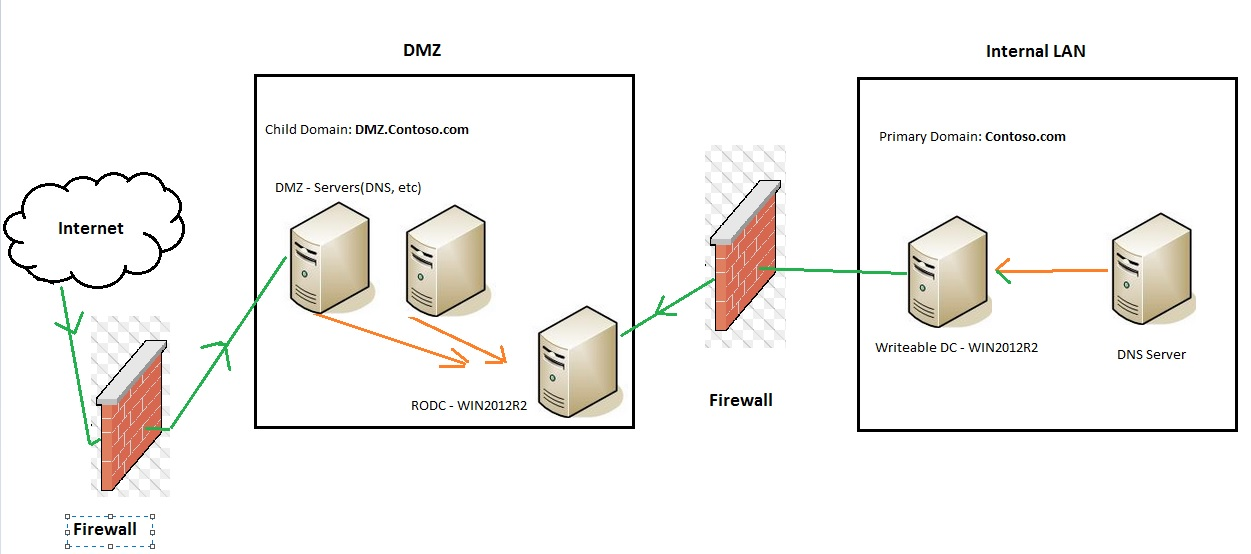 DMZ
Internal LAN
Child Domain: DMZ.Contoso.com
Primary Domain: Contoso.com
DMZ - Servers(DNS, etc)
Internet
Writeable DC - WIN2012R2
DNS Server
RODC - WIN2012R2
Firewall
Firewall